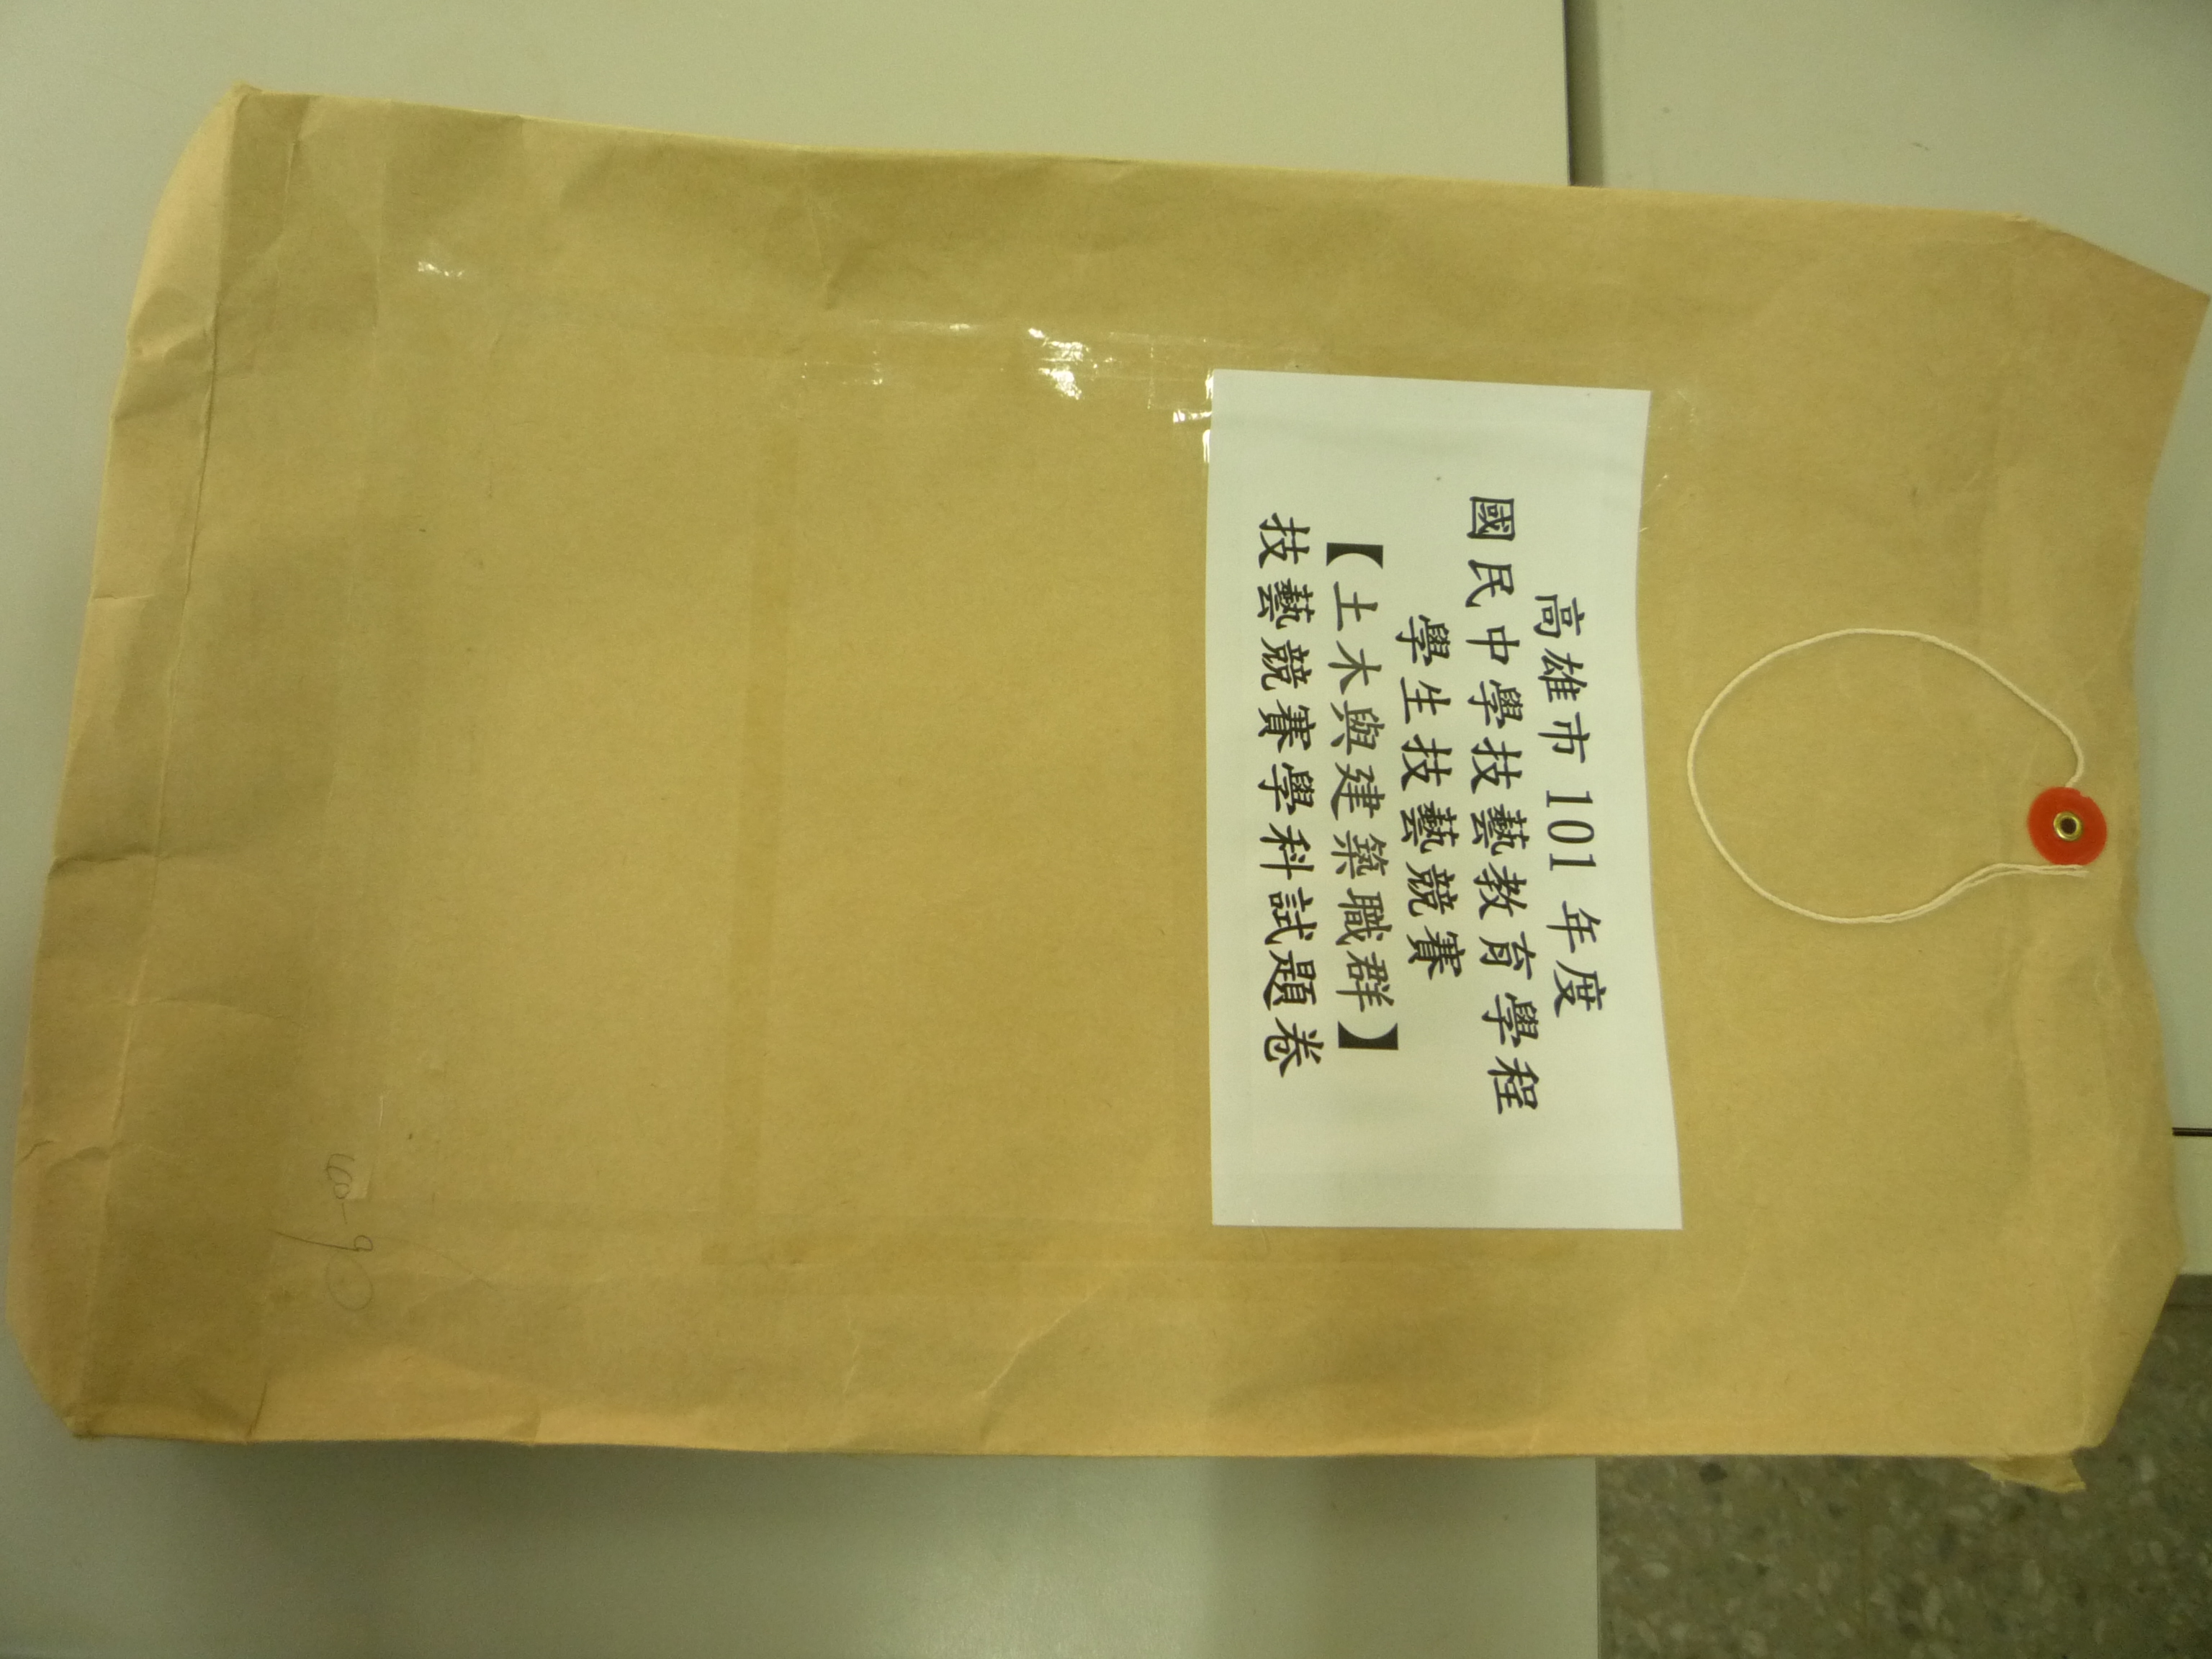 高雄市 101 年度
國民中學技藝教育學程
學生技藝競賽
【土木與建築職群】
技藝競賽學科試題卷